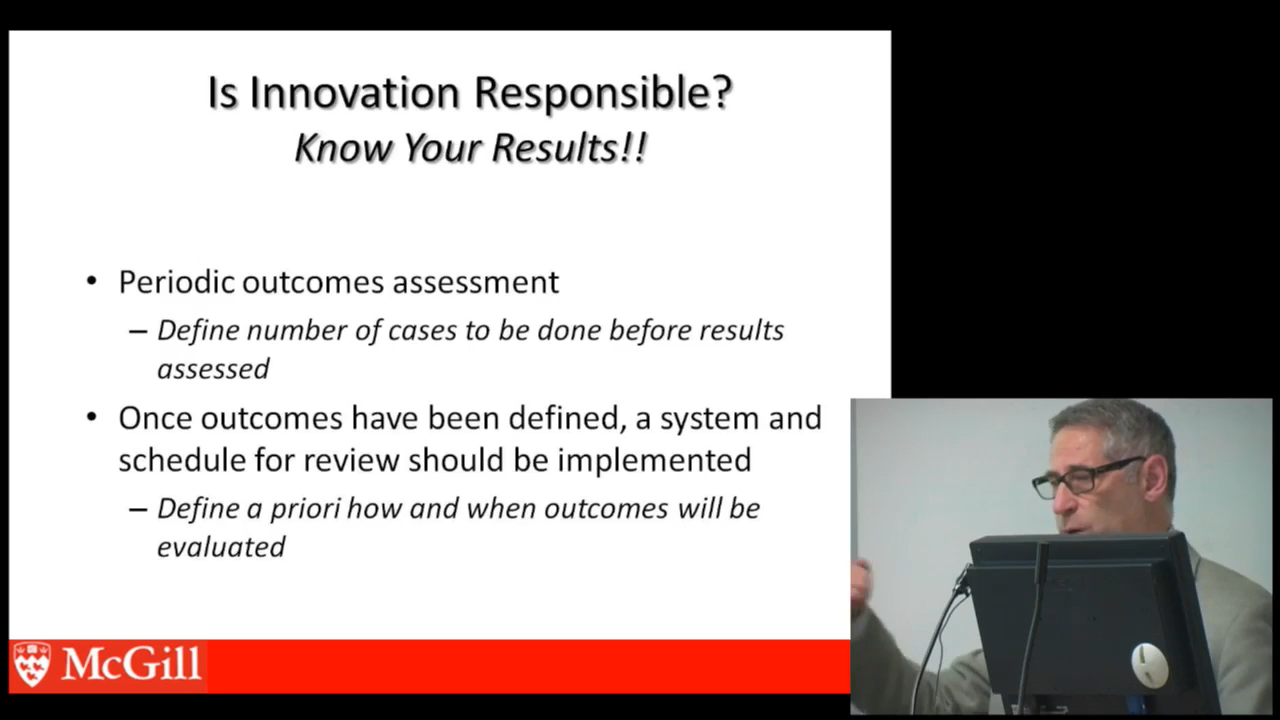 Is Innovation Responsible?
Know Your Results!!
• Periodic outcomes assessment
– Define number of cases to be done before results
assessed
• Once outcomes have been defined, a system and
schedule for review should be implemented
– Define a priori how and when outcomes will be
evaluated
McGill